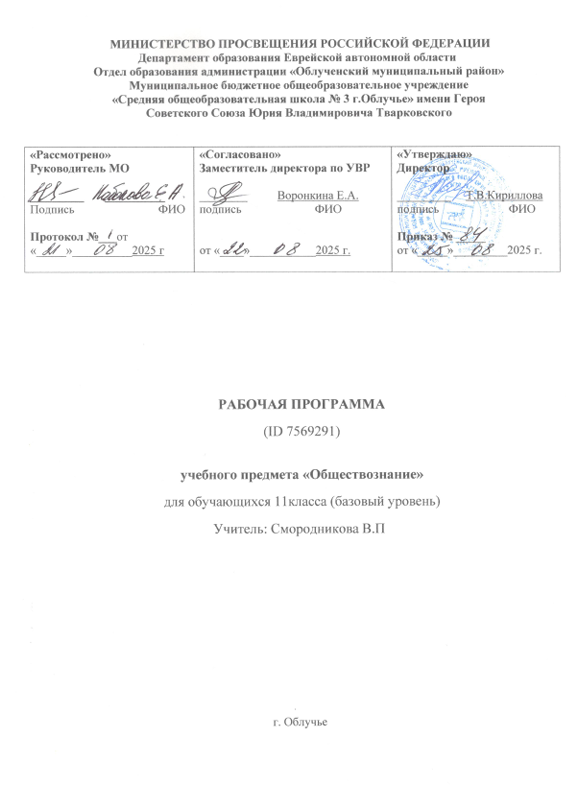 МИНИСТЕРСТВО ПРОСВЕЩЕНИЯ РОССИЙСКОЙ ФЕДЕРАЦИИ
Департамент образования Еврейской автономной области
Отдел образования администрации «Облученский муниципальный район»
Муниципальное бюджетное общеобразовательное учреждение
«Средняя общеобразовательная школа № 3 г.Облучье» имени Героя
Советского Союза Юрия Владимировича Тварковского
«Рассмотрено»
Руководитель МО
Подпись ФИО
Протокол № 1 от
« 21 » 08 2025 г
«Согласовано»
Заместитель директора по УВР
Воронкина Е.А.
подпись ФИО
от « 22 » 08 2025 г.
«Утверждаю»
Директор
Т.В.Кириллова
подпись ФИО
Приказ № 84
от « 25 » 08 2025 г.
РАБОЧАЯ ПРОГРАММА
(ID 7569291)
учебного предмета «Обществознание»
для обучающихся 11класса (базовый уровень)
Учитель: Смородникова В.П
г. Облучье